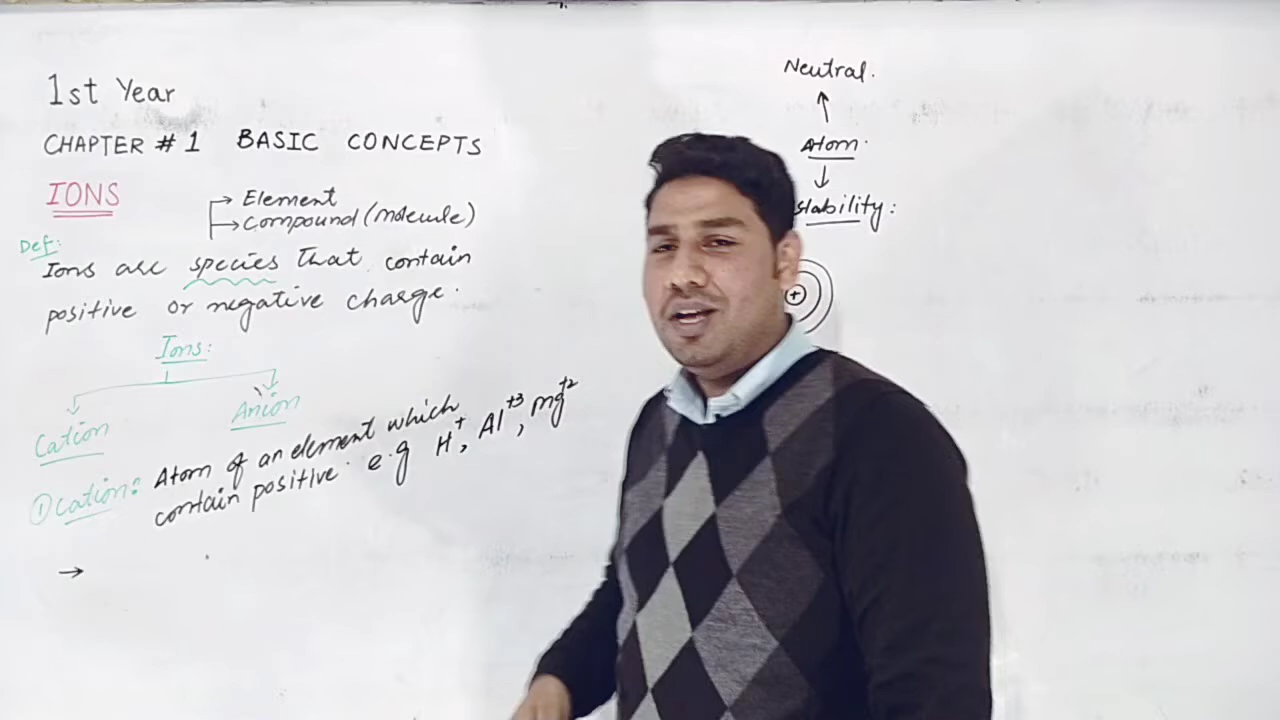 1st Year
CHAPTER # 1 BASIC CONCEPTS
IONS
Element
Compound (molecule)
Def:
Ions are species that contain
positive or negative charge.
Ions:
Cation
Anion
① Cation: Atom of an element which
contain positive. e.g H⁺, Al⁺³, Mg⁺²
Neutral.
Atom.
stability:
+